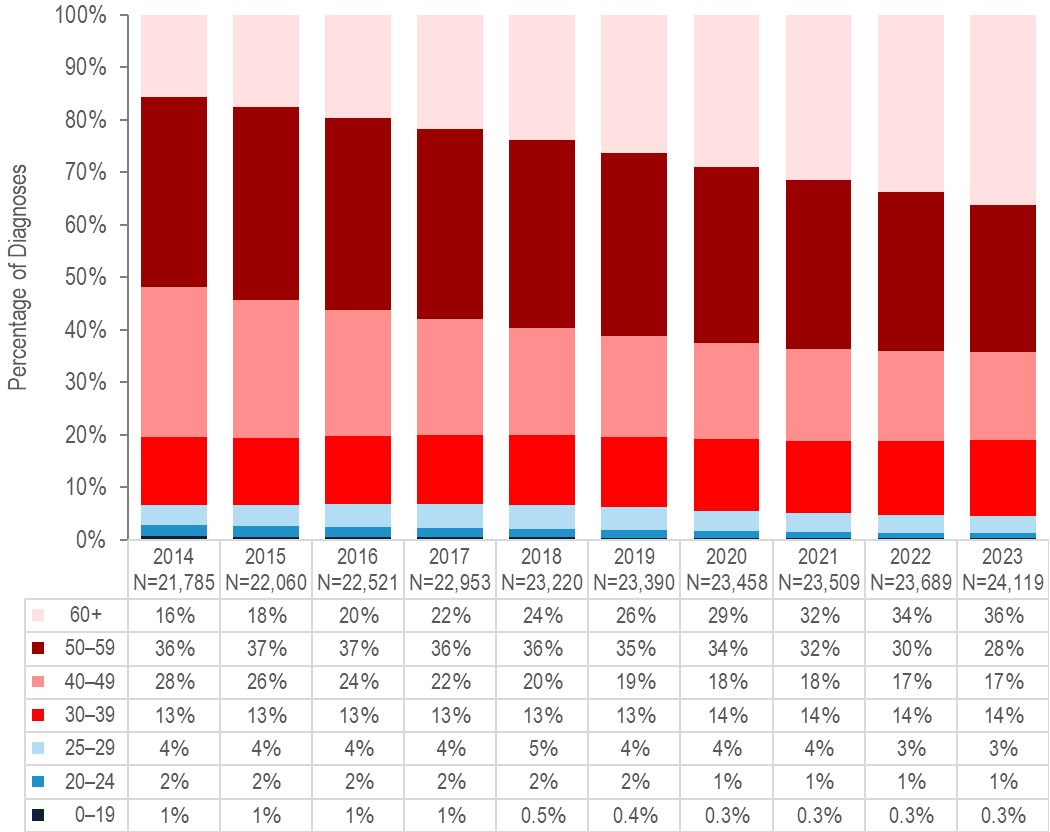 100%
90%
80%
70%
60%
50%
40%
30%
20%
10%
0%
Percentage of Diagnoses
2014 2015 2016 2017 2018 2019 2020 2021 2022 2023
N=21,785 N=22,060 N=22,521 N=22,953 N=23,220 N=23,390 N=23,458 N=23,509 N=23,689 N=24,119
60+ 16% 18% 20% 22% 24% 26% 29% 32% 34% 36%
50–59 36% 37% 37% 36% 36% 35% 34% 32% 30% 28%
40–49 28% 26% 24% 22% 20% 19% 18% 18% 17% 17%
30–39 13% 13% 13% 13% 13% 13% 14% 14% 14% 14%
25–29 4% 4% 4% 4% 5% 4% 4% 4% 3% 3%
20–24 2% 2% 2% 2% 2% 2% 1% 1% 1% 1%
0–19 1% 1% 1% 1% 0.5% 0.4% 0.3% 0.3% 0.3% 0.3%